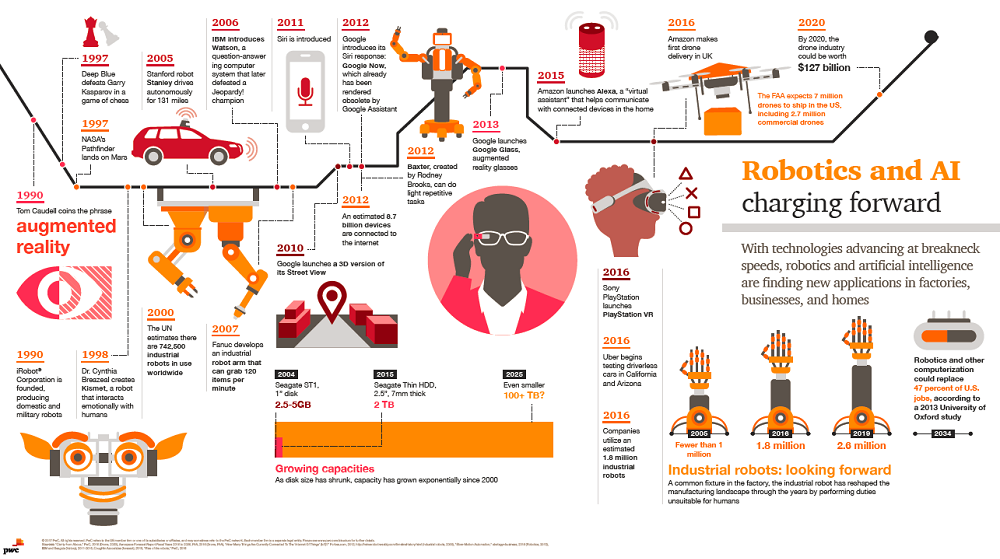 1997
Deep Blue
defeats Garry
Kasparov in a
game of chess
1997
NASA's
Pathfinder
lands on Mars
1990
Tom Caudell coins the phrase
augmented
reality
1990
iRobot®
Corporation is
founded,
producing
domestic and
military robots
1998
Dr. Cynthia
Breazeal creates
Kismet, a robot
that interacts
emotionally with
humans
2005
Stanford robot
Stanley drives
autonomously
for 131 miles
2006
IBM introduces
Watson, a
question-answer
ing computer
system that later
defeated a
Jeopardy!
champion
2011
Siri is introduced
2012
Google
introduces its
Siri response:
Google Now,
which already
has been
rendered
obsolete by
Google Assistant
2012
Baxter, created
by Rodney
Brooks, can do
light repetitive
tasks
2012
An estimated 8.7
billion devices
are connected to
the internet
2010
Google launches a 3D version of
its Street View
2000
The UN
estimates there
are 742,500
industrial
robots in use
worldwide
2007
Fanuc develops
an industrial
robot arm that
can grab 120
items per
minute
2013
Google launches
Google Glass,
augmented
reality glasses
2015
Amazon launches Alexa, a "virtual
assistant" that helps communicate
with connected devices in the home
2016
Amazon makes
first drone
delivery in UK
2020
By 2020, the
drone industry
could be worth
$127 billion
The FAA expects 7 million
drones to ship in the US,
including 2.7 million
commercial drones
Robotics and AI
charging forward
With technologies advancing at breakneck
speeds, robotics and artificial intelligence
are finding new applications in factories,
businesses, and homes
2016
Sony
PlayStation
launches
PlayStation VR
2016
Uber begins
testing driverless
cars in California
and Arizona
2016
Companies
utilize an
estimated
1.8 million
industrial
robots
2004
Seagate ST1,
1" disk
2.5-5GB
2015
Seagate Thin HDD,
2.5", 7mm thick
2 TB
2025
Even smaller
100+ TB?
Growing capacities
As disk size has shrunk, capacity has grown exponentially since 2000
2005
Fewer than 1
million
2016
1.8 million
2019
2.6 million
Robotics and other
computerization
could replace
47 percent of U.S.
jobs, according to
a 2013 University of
Oxford study
2034
Industrial robots: looking forward
A common fixture in the factory, the industrial robot has reshaped the
manufacturing landscape through the years by performing duties
unsuitable for humans
pwc